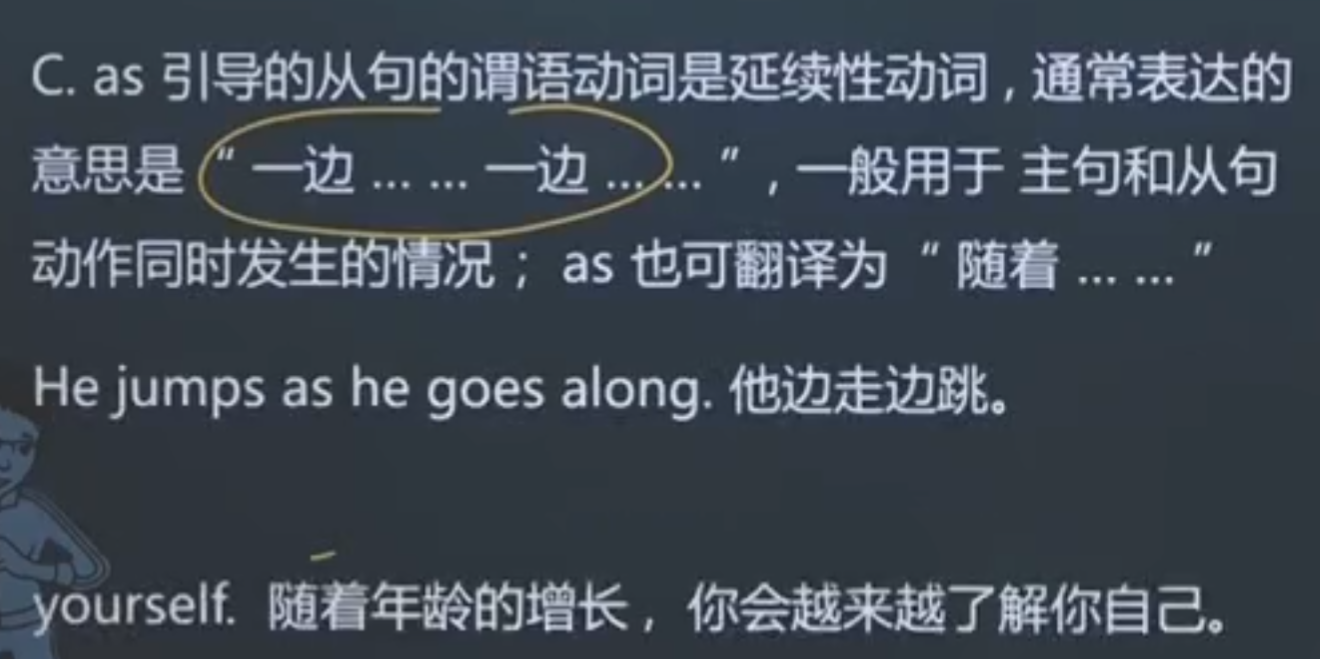 C. as 引导的从句的谓语动词是延续性动词，通常表达的
意思是 “ 一边 ... ... 一边 ... ... ” ，一般用于 主句和从句
动作同时发生的情况； as 也可翻译为 “ 随着 ... ... ”
He jumps as he goes along. 他边走边跳。
yourself. 随着年龄的增长， 你会越来越了解你自己。